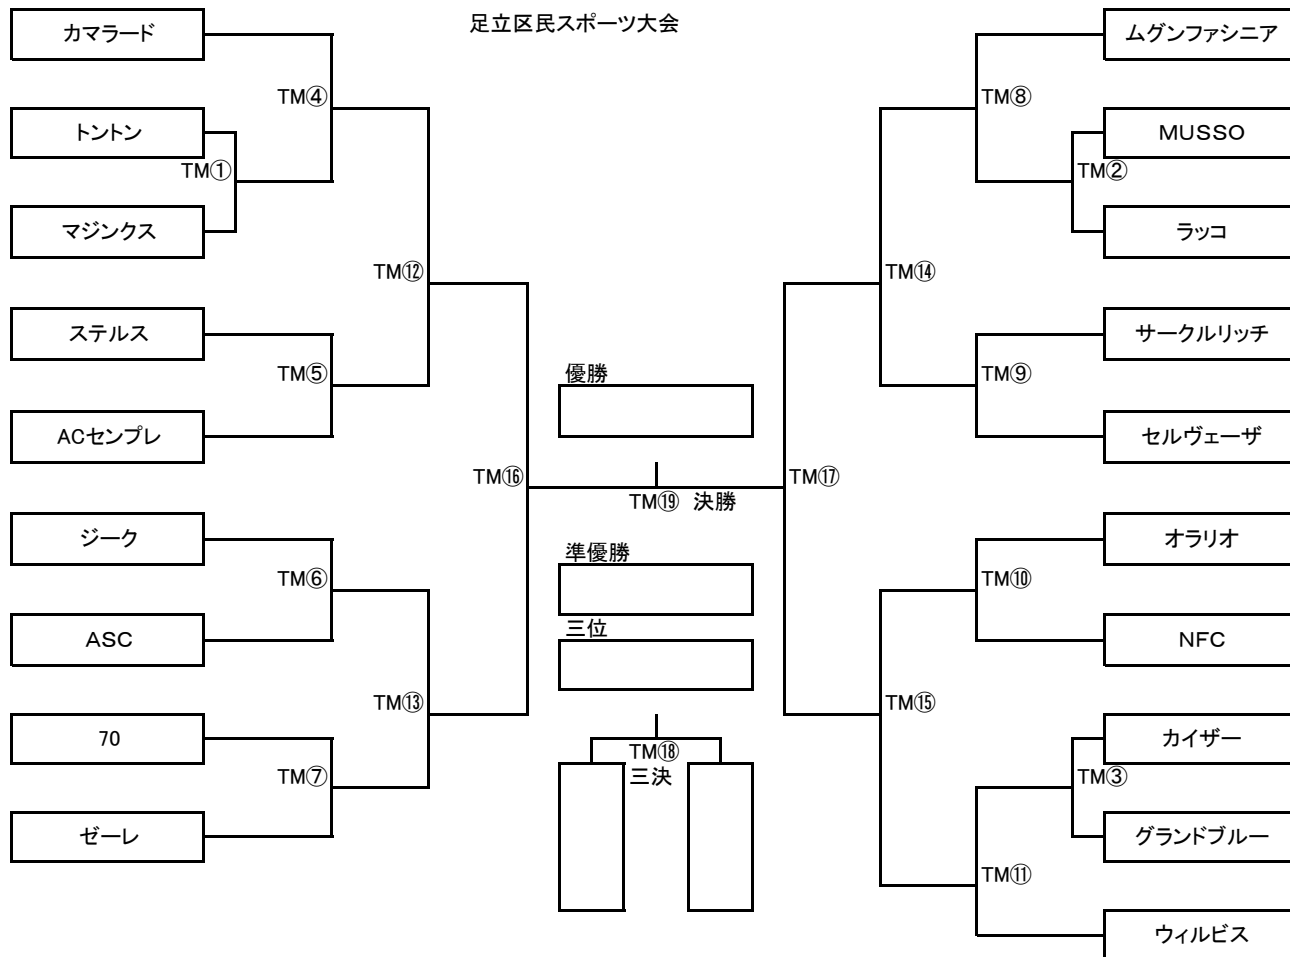 足立区民スポーツ大会
カマラード
TM④
トントン
TM①
マジンクス
TM⑫
ステルス
TM⑤
ACセンプレ
TM⑯
ジーク
TM⑥
ASC
TM⑬
70
TM⑦
ゼーレ
優勝
TM⑲ 決勝
準優勝
三位
TM⑱
三決
ムグンファシニア
TM⑧
MUSSO
TM②
ラッコ
TM⑭
サークルリッチ
TM⑨
セルヴェーザ
TM⑰
オラリオ
TM⑩
NFC
TM⑮
カイザー
TM③
グランドブルー
TM⑪
ウィルビス